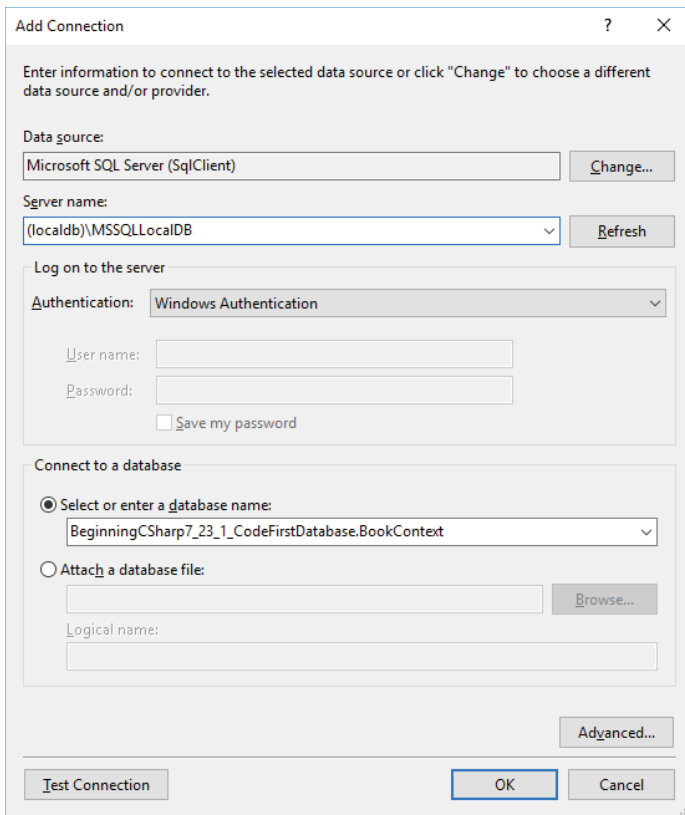 Add Connection ? ×
Enter information to connect to the selected data source or click "Change" to choose a different
data source and/or provider.
Data source:
Microsoft SQL Server (SqlClient)
Change...
Server name:
(localdb)\MSSQLLocalDB
Refresh
Log on to the server
Authentication: Windows Authentication
User name:
Password:
Save my password
Connect to a database
Select or enter a database name:
BeginningCSharp7_23_1_CodeFirstDatabase.BookContext
Attach a database file:
Browse...
Logical name:
Advanced...
Test Connection OK Cancel